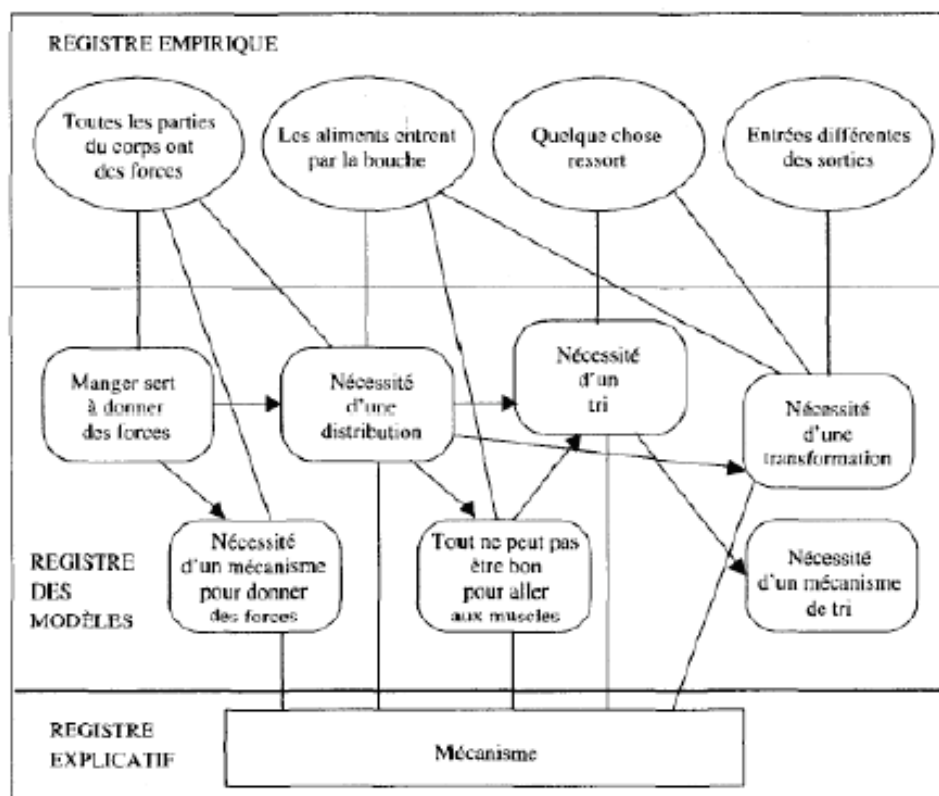 REGISTRE EMPIRIQUE
Toutes les parties
du corps ont
des forces
Les aliments entrent
par la bouche
Quelque chose
ressort
Entrées différentes
des sorties
Manger sert
à donner
des forces
Nécessité
d'une
distribution
Nécessité
d'un
tri
Nécessité
d'une
transformation
REGISTRE
DES
MODÈLES
Nécessité
d'un mécanisme
pour donner
des forces
Tout ne peut pas
être bon
pour aller
aux muscles
Nécessité
d'un mécanisme
de tri
REGISTRE
EXPLICATIF
Mécanisme